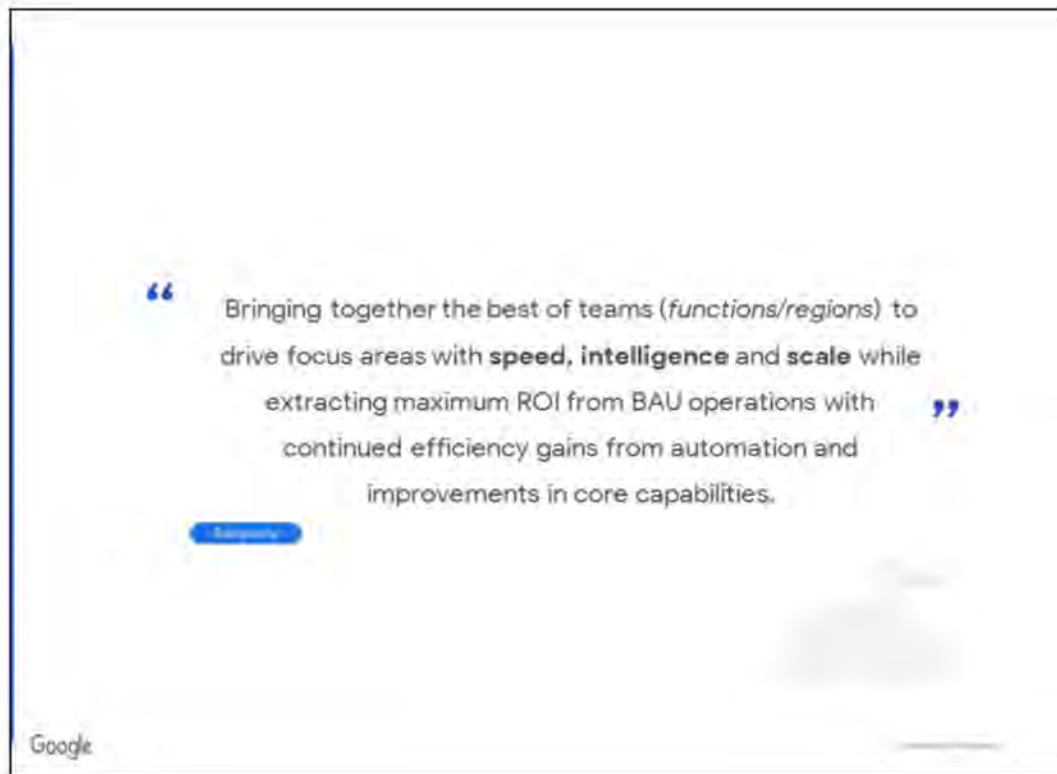 “ Bringing together the best of teams (functions/regions) to
drive focus areas with speed, intelligence and scale while
extracting maximum ROI from BAU operations with ”
continued efficiency gains from automation and
improvements in core capabilities.
Google